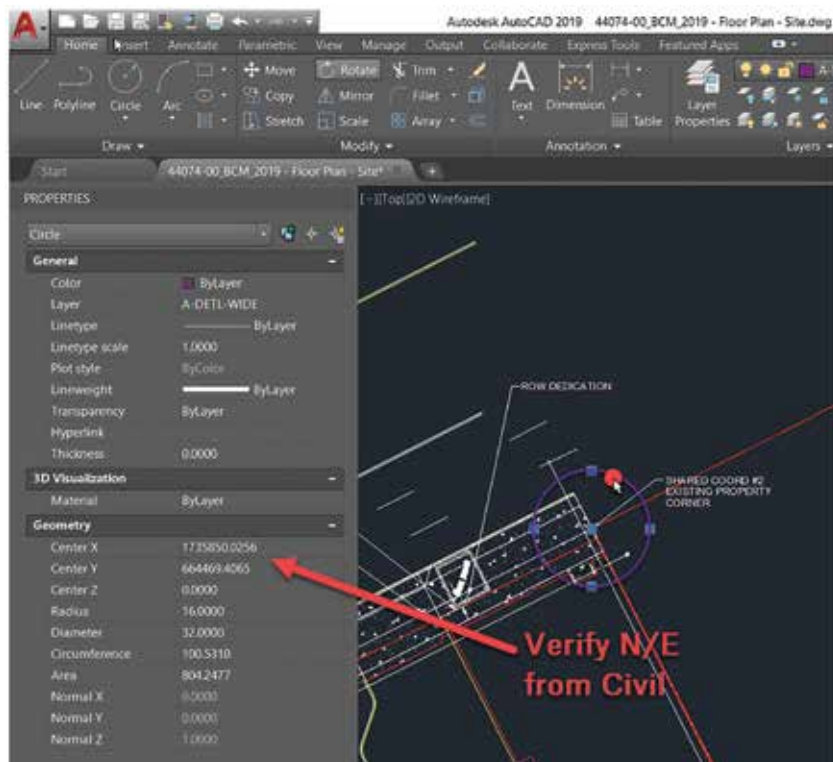 Autodesk AutoCAD 2019 44074-00_BCM_2019 - Floor Plan - Site.dwg
Home Insert Annotate Parametric View Manage Output Collaborate Express Tools Featured Apps
Line Polyline Circle Arc
Move Rotate Trim
Copy Mirror Fillet
Stretch Scale Array
Text Dimension Table
Layer Properties
Draw Modify Annotation Layers
Start 44074-00_BCM_2019 - Floor Plan - Site*
PROPERTIES
[-][Top][2D Wireframe]
Circle
General
Color ByLayer
Layer A-DETL-WIDE
Linetype ByLayer
Linetype scale 1.0000
Plot style ByColor
Lineweight ByLayer
Transparency ByLayer
Hyperlink
Thickness 0.0000
3D Visualization
Material ByLayer
Geometry
Center X 1735850.0256
Center Y 664469.4065
Center Z 0.0000
Radius 16.0000
Diameter 32.0000
Circumference 100.5310
Area 804.2477
Normal X 0.0000
Normal Y 0.0000
Normal Z 1.0000
ROW DEDICATION
SHARED COORD #2
EXISTING PROPERTY
CORNER
Verify N/E
from Civil